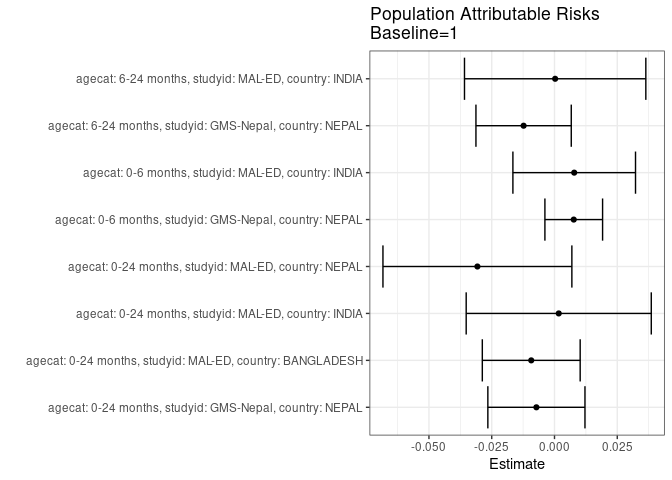 Population Attributable Risks
Baseline=1
agecat: 6-24 months, studyid: MAL-ED, country: INDIA
agecat: 6-24 months, studyid: GMS-Nepal, country: NEPAL
agecat: 0-6 months, studyid: MAL-ED, country: INDIA
agecat: 0-6 months, studyid: GMS-Nepal, country: NEPAL
agecat: 0-24 months, studyid: MAL-ED, country: NEPAL
agecat: 0-24 months, studyid: MAL-ED, country: INDIA
agecat: 0-24 months, studyid: MAL-ED, country: BANGLADESH
agecat: 0-24 months, studyid: GMS-Nepal, country: NEPAL
-0.050 -0.025 0.000 0.025
Estimate